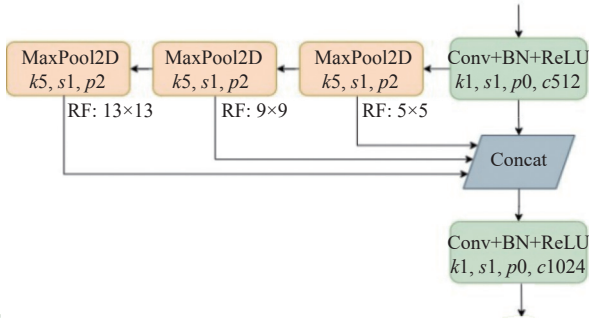 MaxPool2D
k5, s1, p2
MaxPool2D
k5, s1, p2
MaxPool2D
k5, s1, p2
Conv+BN+ReLU
k1, s1, p0, c512
RF: 13×13
RF: 9×9
RF: 5×5
Concat
Conv+BN+ReLU
k1, s1, p0, c1024